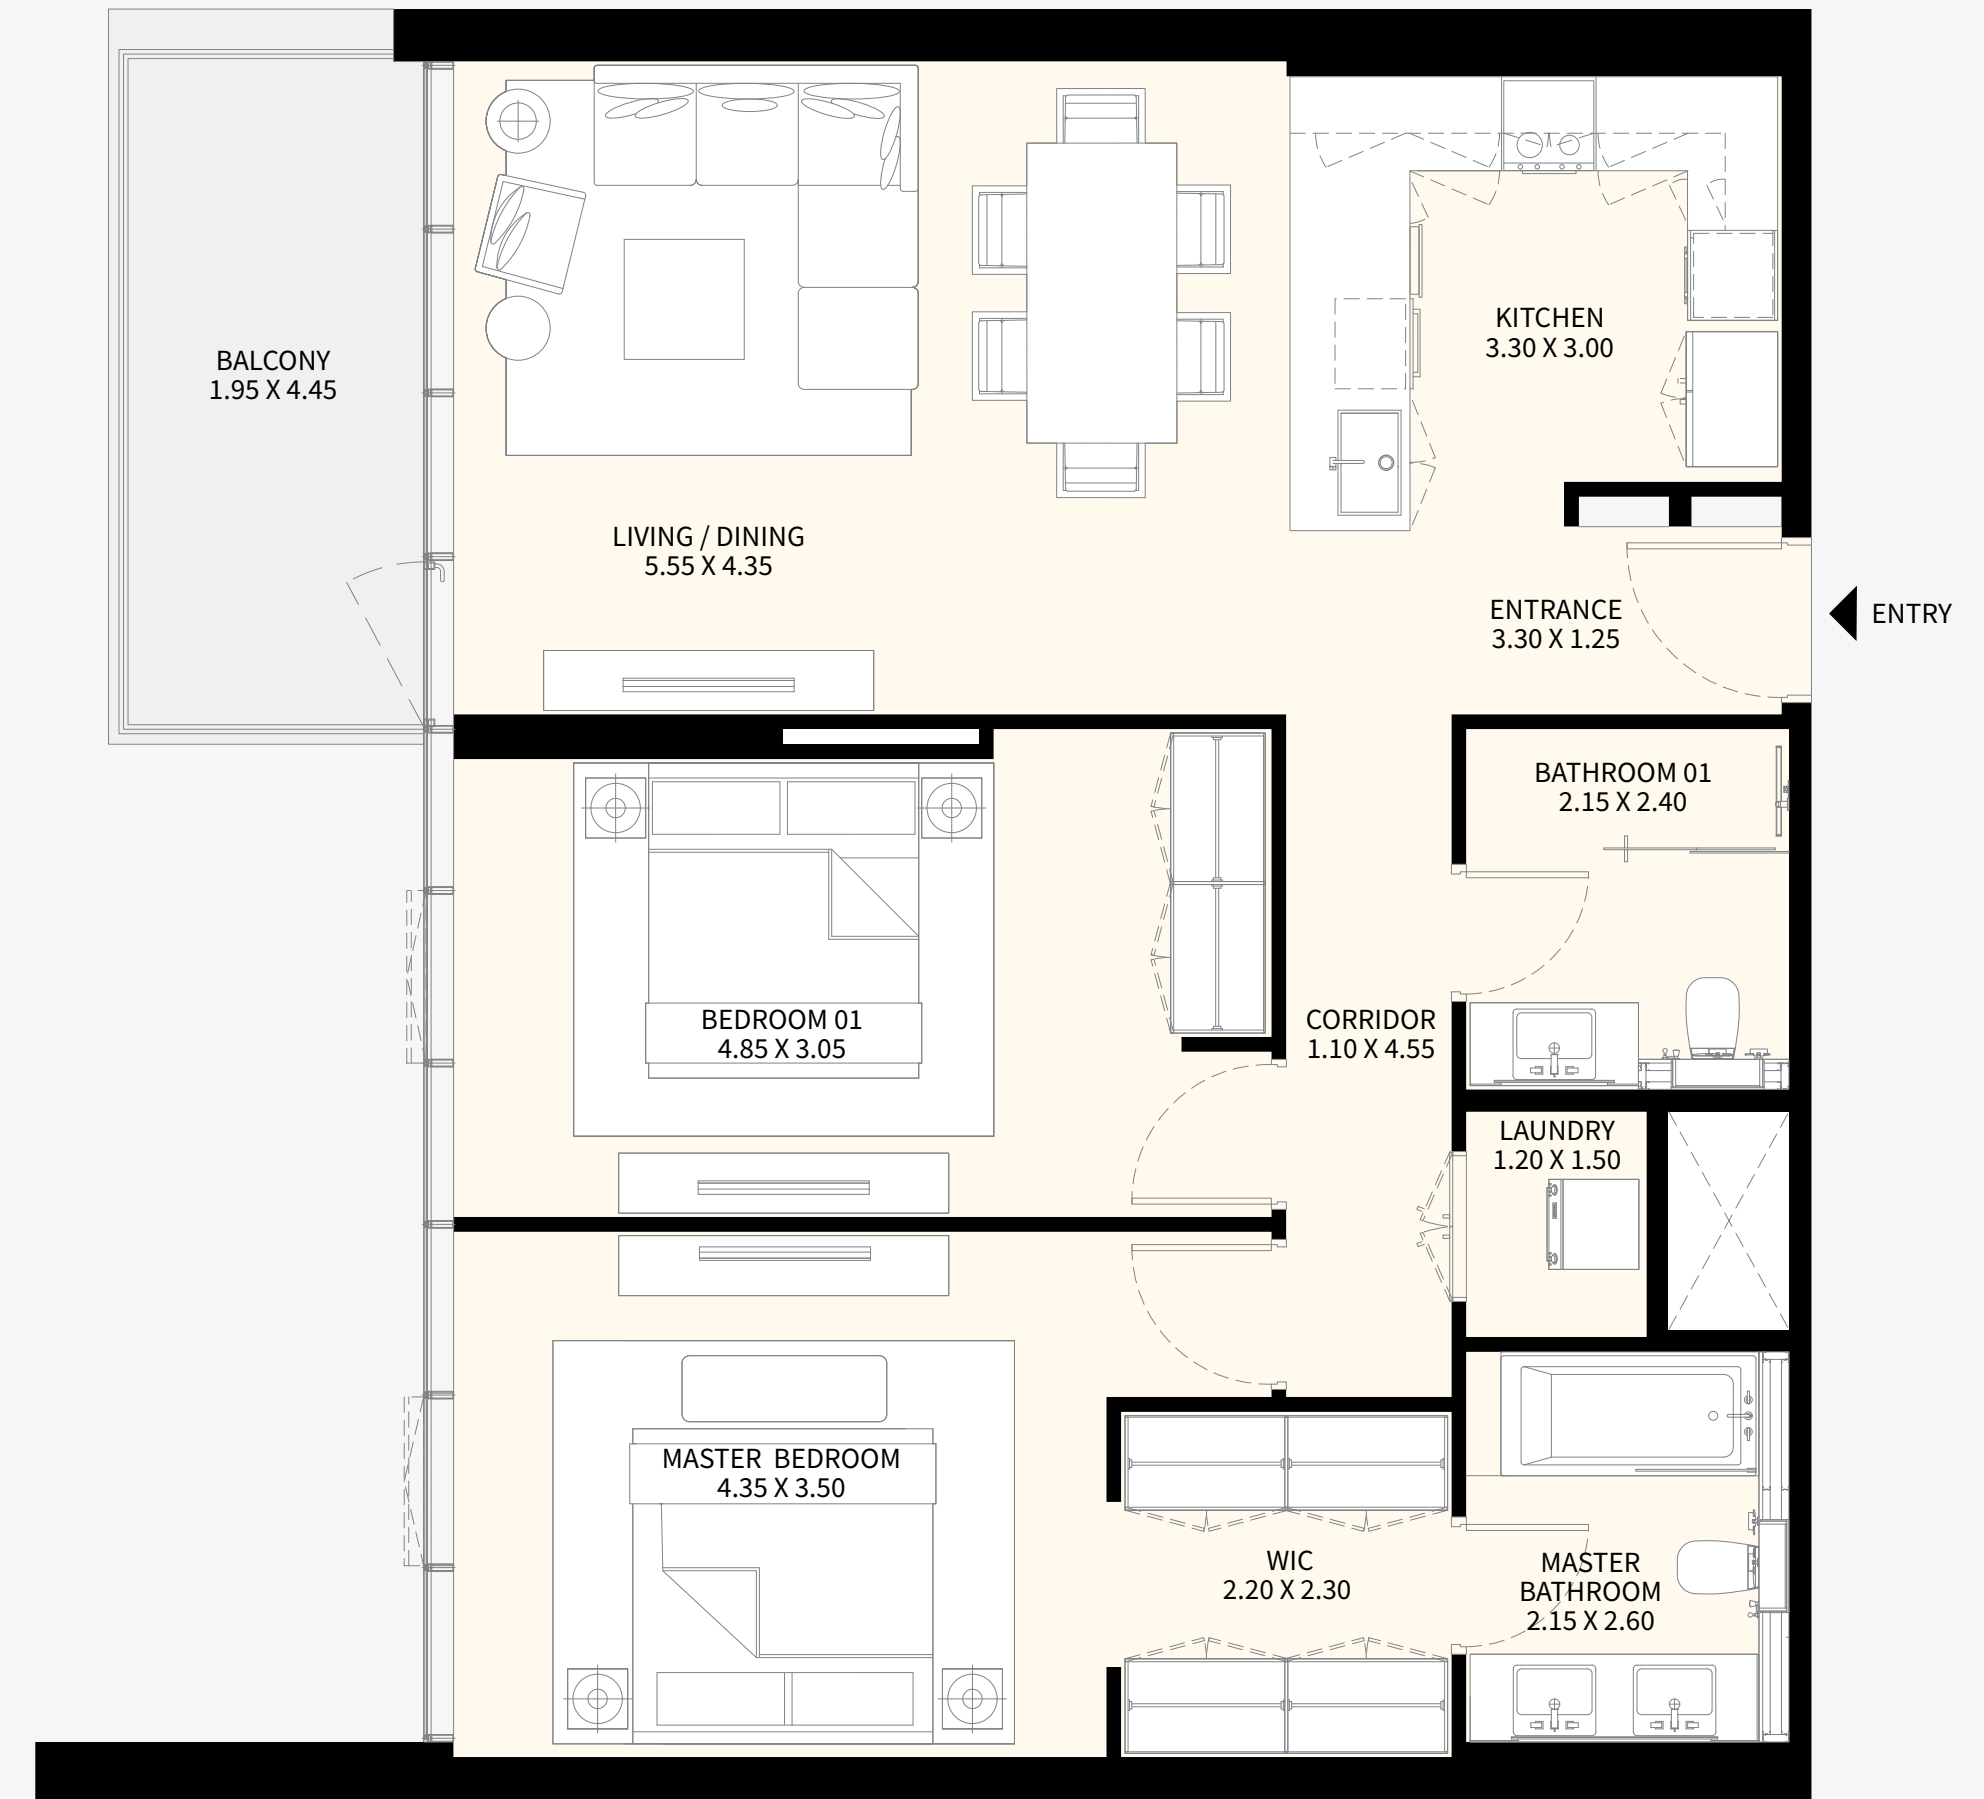 BALCONY
1.95 X 4.45
KITCHEN
3.30 X 3.00
LIVING / DINING
5.55 X 4.35
ENTRANCE
3.30 X 1.25
ENTRY
BATHROOM 01
2.15 X 2.40
BEDROOM 01
4.85 X 3.05
CORRIDOR
1.10 X 4.55
LAUNDRY
1.20 X 1.50
MASTER BEDROOM
4.35 X 3.50
WIC
2.20 X 2.30
MASTER
BATHROOM
2.15 X 2.60